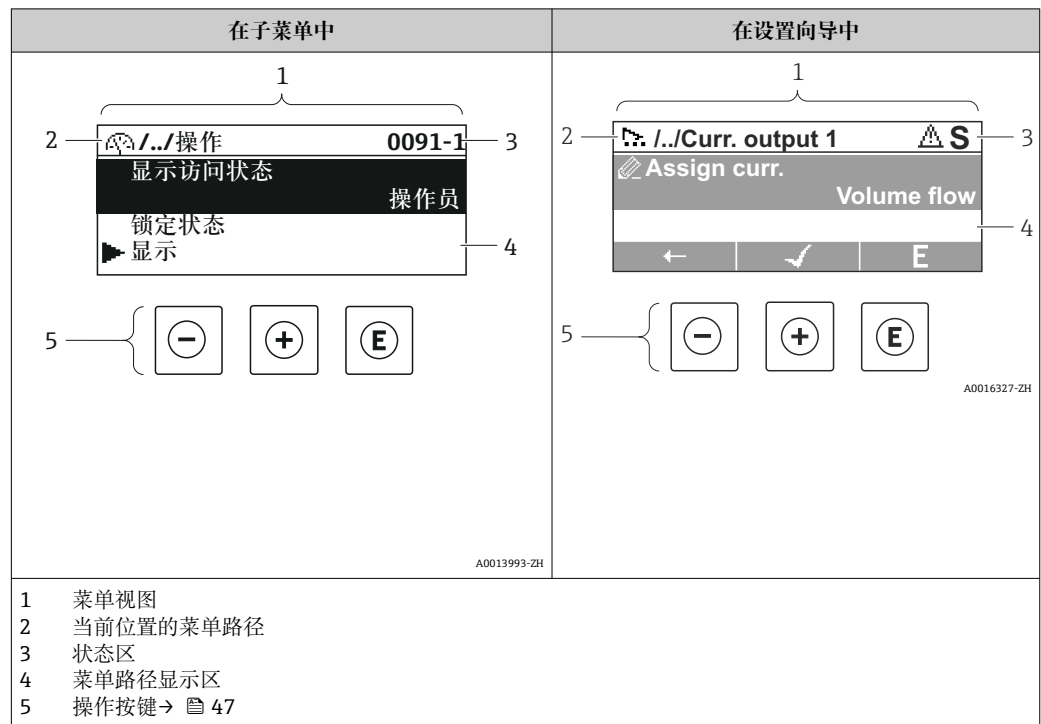 在子菜单中
在设置向导中
1
2
/../操作 0091-1
3
显示访问状态
操作员
锁定状态
显示
4
5
- + E
A0013993-ZH
1
2
/../Curr. output 1 S
3
Assign curr.
Volume flow
4
← ✓ E
5
- + E
A0016327-ZH
1 菜单视图
2 当前位置的菜单路径
3 状态区
4 菜单路径显示区
5 操作按键→ 47